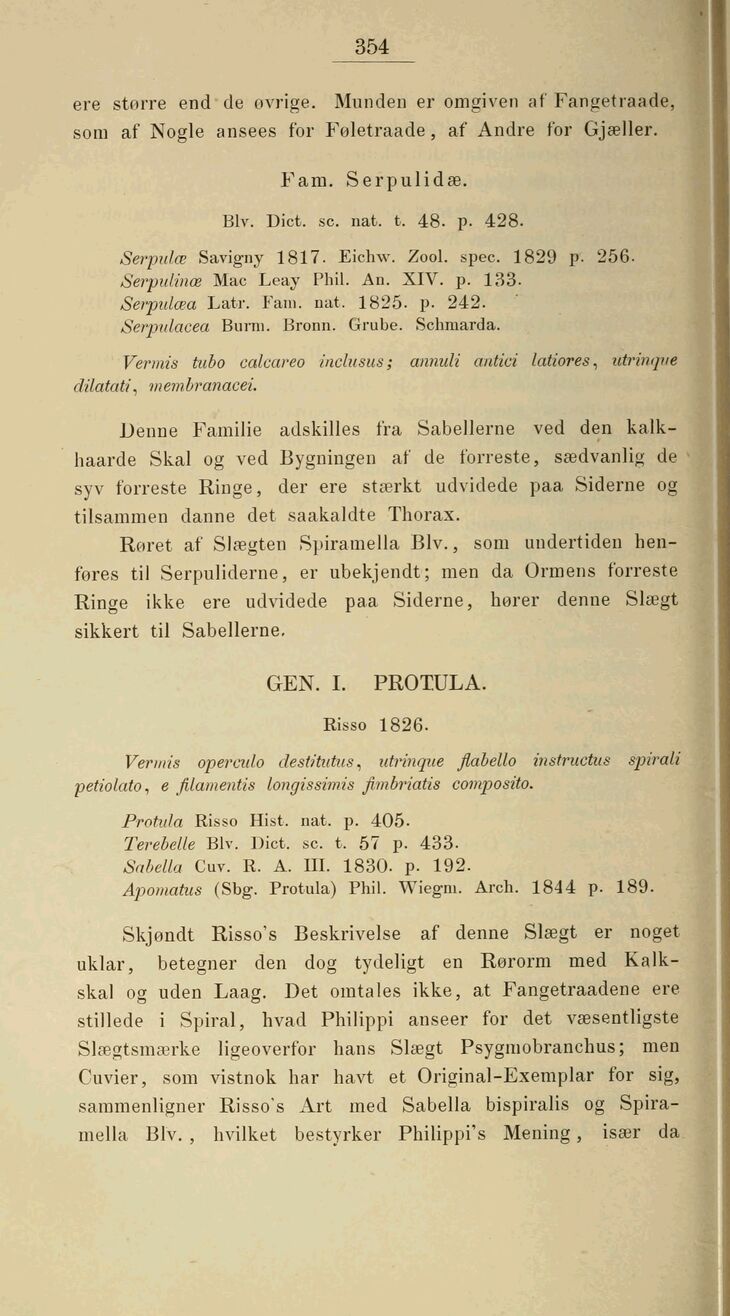 354
ere større end de øvrige. Munden er omgiven af Fangetraade,
som af Nogle ansees for Føletraade, af Andre for Gjæller.
Fam. Serpulidæ.
Blv. Dict. sc. nat. t. 48. p. 428.
Serpulæ Savigny 1817. Eichw. Zool. spec. 1829 p. 256.
Serpulinæ Mac Leay Phil. An. XIV. p. 133.
Serpulæa Latr. Fam. nat. 1825. p. 242.
Serpulacea Burm. Bronn. Grube. Schmarda.
Vermis tubo calcareo inclusus; annuli antici latiores, utrinque
dilatati, membranacei.
Denne Familie adskilles fra Sabellerne ved den kalk-
haarde Skal og ved Bygningen af de forreste, sædvanlig de
syv forreste Ringe, der ere stærkt udvidede paa Siderne og
tilsammen danne det saakaldte Thorax.
Røret af Slægten Spiramella Blv., som undertiden hen-
føres til Serpuliderne, er ubekjendt; men da Ormens forreste
Ringe ikke ere udvidede paa Siderne, hører denne Slægt
sikkert til Sabellerne.
GEN. I. PROTULA.
Risso 1826.
Vermis operculo destitutus, utrinque flabello instructus spirali
petiolato, e filamentis longissimis fimbriatis composito.
Protula Risso Hist. nat. p. 405.
Terebelle Blv. Dict. sc. t. 57 p. 433.
Sabella Cuv. R. A. III. 1830. p. 192.
Apomatus (Sbg. Protula) Phil. Wiegm. Arch. 1844 p. 189.
Skjøndt Risso's Beskrivelse af denne Slægt er noget
uklar, betegner den dog tydeligt en Rørorm med Kalk-
skal og uden Laag. Det omtales ikke, at Fangetraadene ere
stillede i Spiral, hvad Philippi anseer for det væsentligste
Slægtsmærke ligeoverfor hans Slægt Psygmobranchus; men
Cuvier, som vistnok har havt et Original-Exemplar for sig,
sammenligner Risso's Art med Sabella bispiralis og Spira-
mella Blv., hvilket bestyrker Philippi's Mening, især da